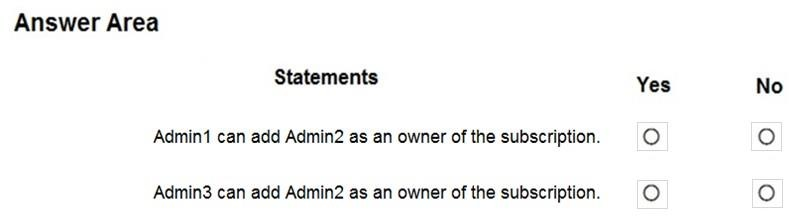 Answer Area
Statements Yes No
Admin1 can add Admin2 as an owner of the subscription.
Admin3 can add Admin2 as an owner of the subscription.